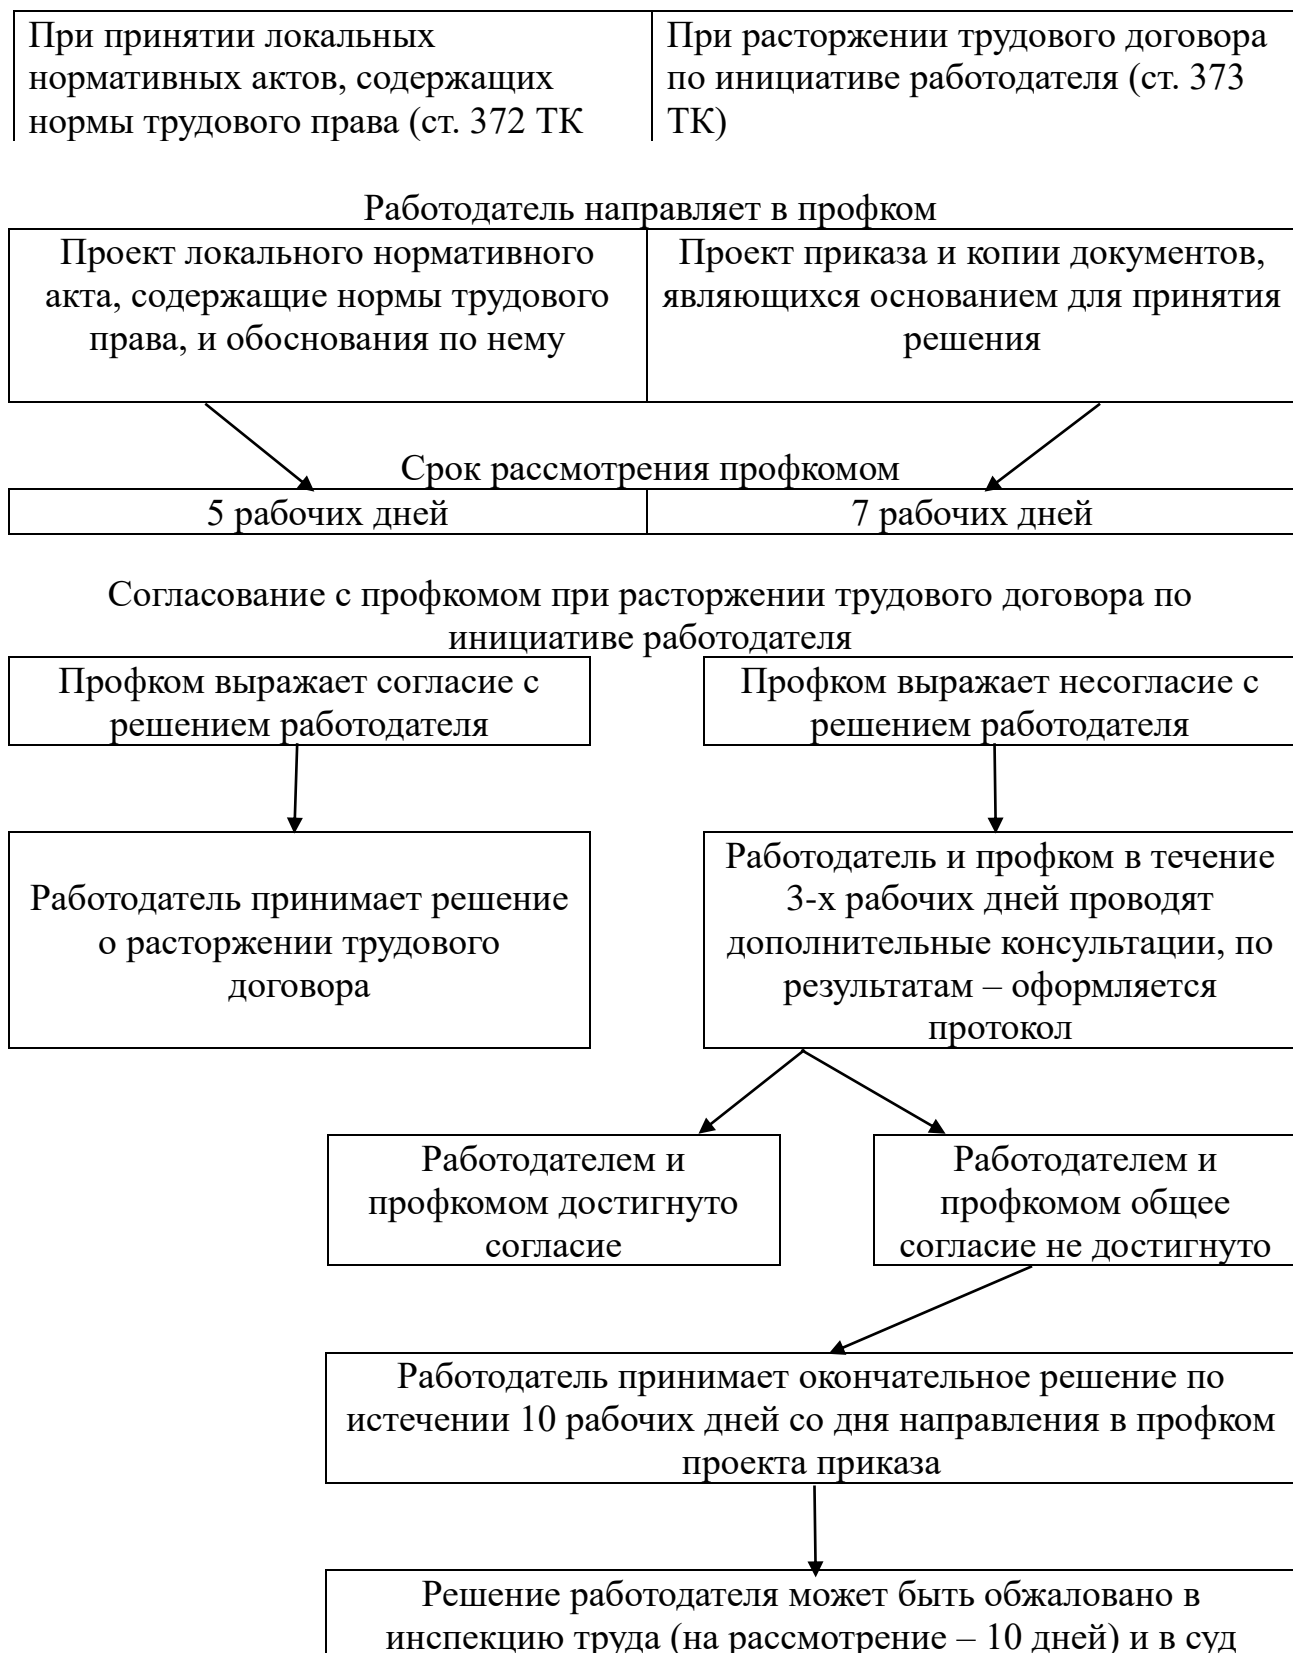 При принятии локальных
нормативных актов, содержащих
нормы трудового права (ст. 372 ТК
При расторжении трудового договора
по инициативе работодателя (ст. 373
ТК)
Работодатель направляет в профком
Проект локального нормативного
акта, содержащие нормы трудового
права, и обоснования по нему
Проект приказа и копии документов,
являющихся основанием для принятия
решения
Срок рассмотрения профкомом
5 рабочих дней
7 рабочих дней
Согласование с профкомом при расторжении трудового договора по
инициативе работодателя
Профком выражает согласие с
решением работодателя
Профком выражает несогласие с
решением работодателя
Работодатель принимает решение
о расторжении трудового
договора
Работодатель и профком в течение
3-х рабочих дней проводят
дополнительные консультации, по
результатам – оформляется
протокол
Работодателем и
профкомом достигнуто
согласие
Работодателем и
профкомом общее
согласие не достигнуто
Работодатель принимает окончательное решение по
истечении 10 рабочих дней со дня направления в профком
проекта приказа
Решение работодателя может быть обжаловано в
инспекцию труда (на рассмотрение – 10 дней) и в суд